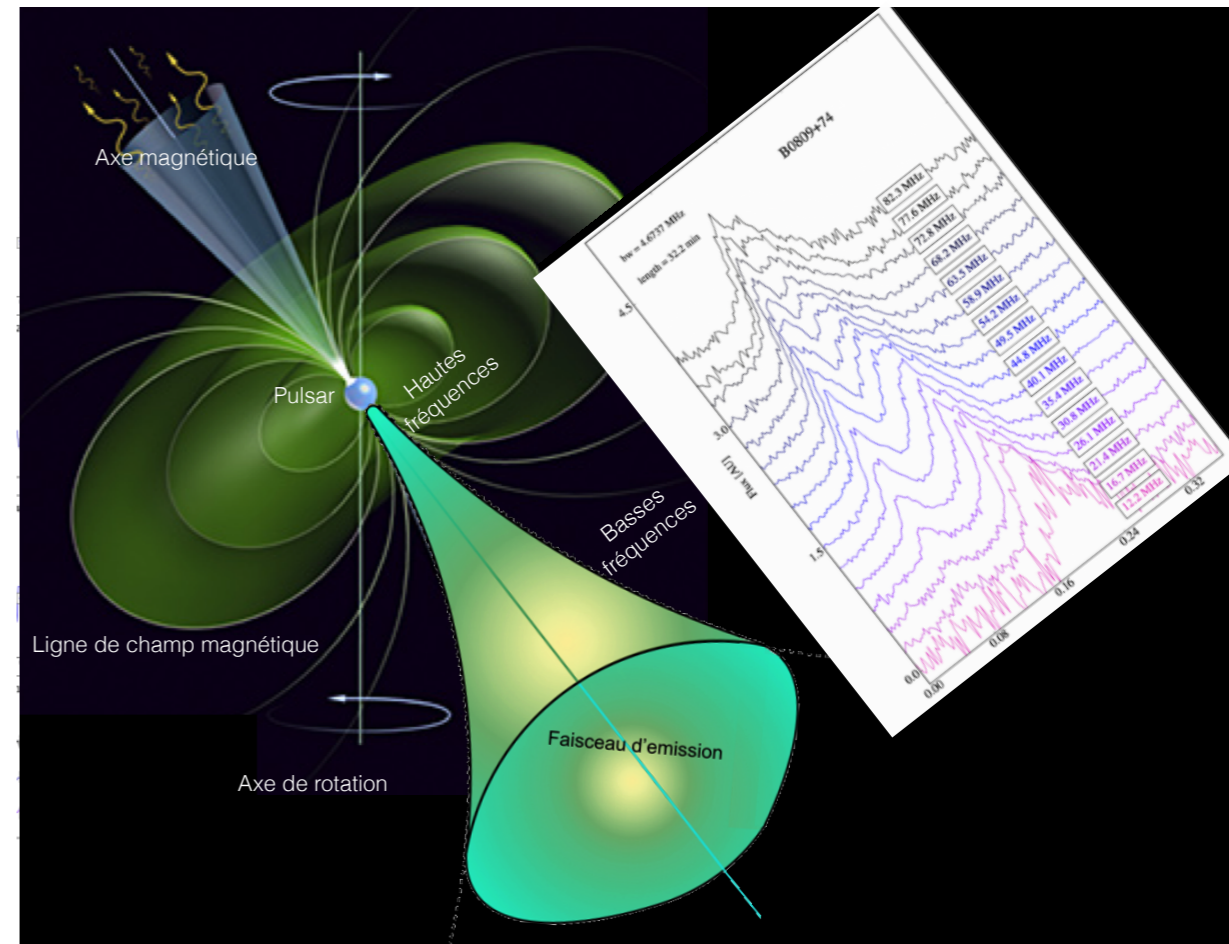 Axe magnétique
Pulsar
Hautes
fréquences
Basses
fréquences
Ligne de champ magnétique
Faisceau d'emission
Axe de rotation
B0809+74
bw = 4.6737 MHz
length = 32.2 min
82.3 MHz
77.6 MHz
72.8 MHz
68.2 MHz
63.5 MHz
58.9 MHz
54.2 MHz
49.5 MHz
44.8 MHz
40.1 MHz
35.4 MHz
30.8 MHz
26.1 MHz
21.4 MHz
16.7 MHz
12.2 MHz
Flux [AU]
4.5
3.0
1.5
0.0
0.00
0.08
0.16
0.24
0.32